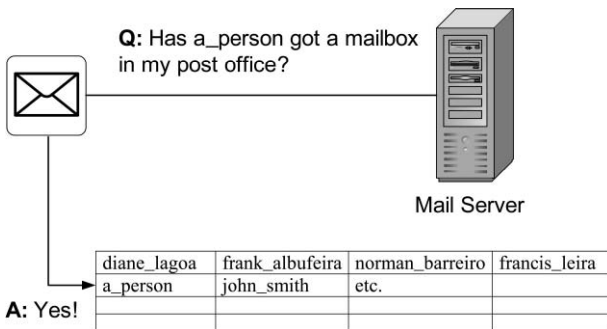 Q: Has a_person got a mailbox
in my post office?
Mail Server
diane_lagoa frank_albufeira norman_barreiro francis_leira
a_person john_smith etc.
A: Yes!